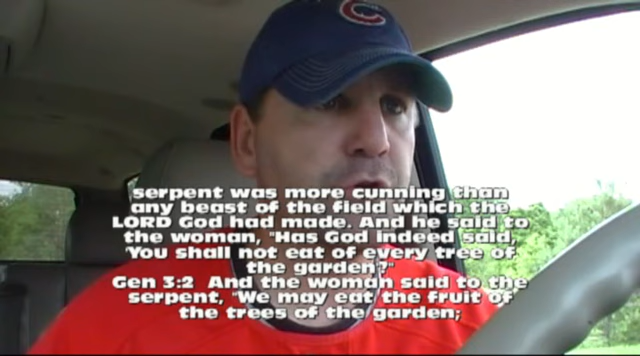 C
serpent was more cunning than
any beast of the field which the
LORD God had made. And he said to
the woman, "Has God indeed said,
'You shall not eat of every tree of
the garden'?"
Gen 3:2  And the woman said to the
serpent, "We may eat the fruit of
the trees of the garden;